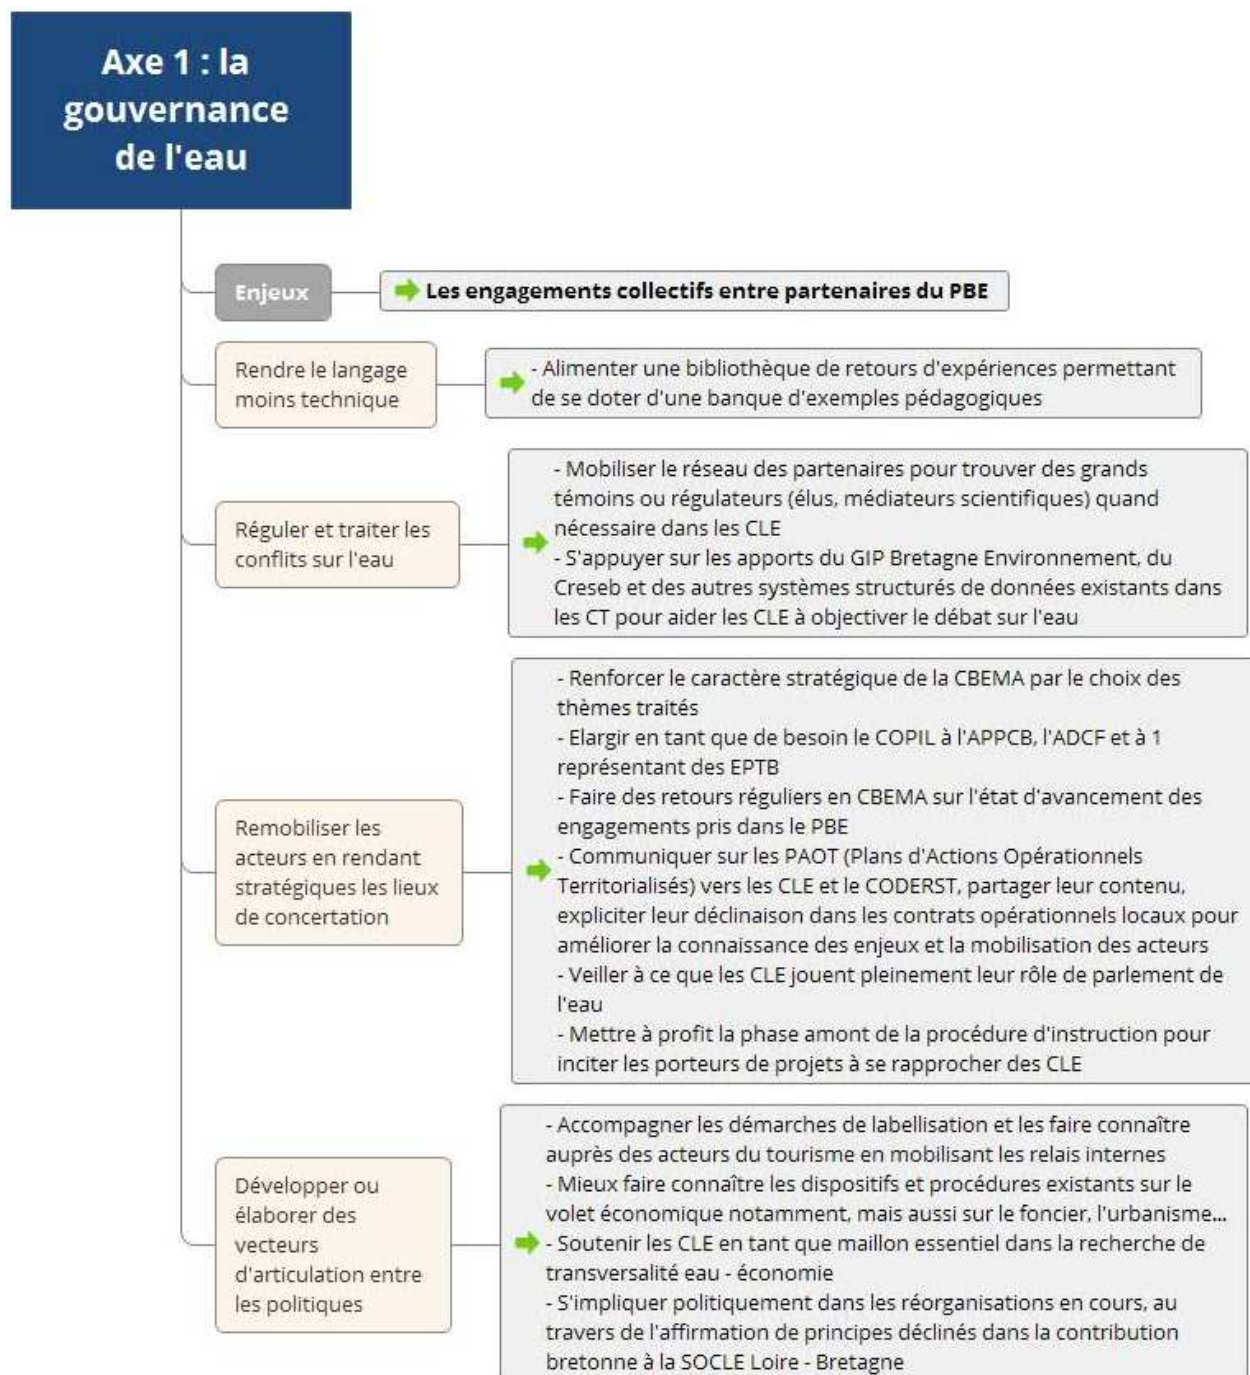 Axe 1 : la
gouvernance
de l'eau
Enjeux
Les engagements collectifs entre partenaires du PBE
Rendre le langage
moins technique
- Alimenter une bibliothèque de retours d'expériences permettant
de se doter d'une banque d'exemples pédagogiques
Réguler et traiter les
conflits sur l'eau
- Mobiliser le réseau des partenaires pour trouver des grands
témoins ou régulateurs (élus, médiateurs scientifiques) quand
nécessaire dans les CLE
- S'appuyer sur les apports du GIP Bretagne Environnement, du
Creseb et des autres systèmes structurés de données existants dans
les CT pour aider les CLE à objectiver le débat sur l'eau
Remobiliser les
acteurs en rendant
stratégiques les lieux
de concertation
- Renforcer le caractère stratégique de la CBEMA par le choix des
thèmes traités
- Elargir en tant que de besoin le COPIL à l'APPCB, l'ADCF et à 1
représentant des EPTB
- Faire des retours réguliers en CBEMA sur l'état d'avancement des
engagements pris dans le PBE
- Communiquer sur les PAOT (Plans d'Actions Opérationnels
Territorialisés) vers les CLE et le CODERST, partager leur contenu,
expliciter leur déclinaison dans les contrats opérationnels locaux pour
améliorer la connaissance des enjeux et la mobilisation des acteurs
- Veiller à ce que les CLE jouent pleinement leur rôle de parlement de
l'eau
- Mettre à profit la phase amont de la procédure d'instruction pour
inciter les porteurs de projets à se rapprocher des CLE
Développer ou
élaborer des
vecteurs
d'articulation entre
les politiques
- Accompagner les démarches de labellisation et les faire connaître
auprès des acteurs du tourisme en mobilisant les relais internes
- Mieux faire connaître les dispositifs et procédures existants sur le
volet économique notamment, mais aussi sur le foncier, l'urbanisme...
- Soutenir les CLE en tant que maillon essentiel dans la recherche de
transversalité eau - économie
- S'impliquer politiquement dans les réorganisations en cours, au
travers de l'affirmation de principes déclinés dans la contribution
bretonne à la SOCLE Loire - Bretagne